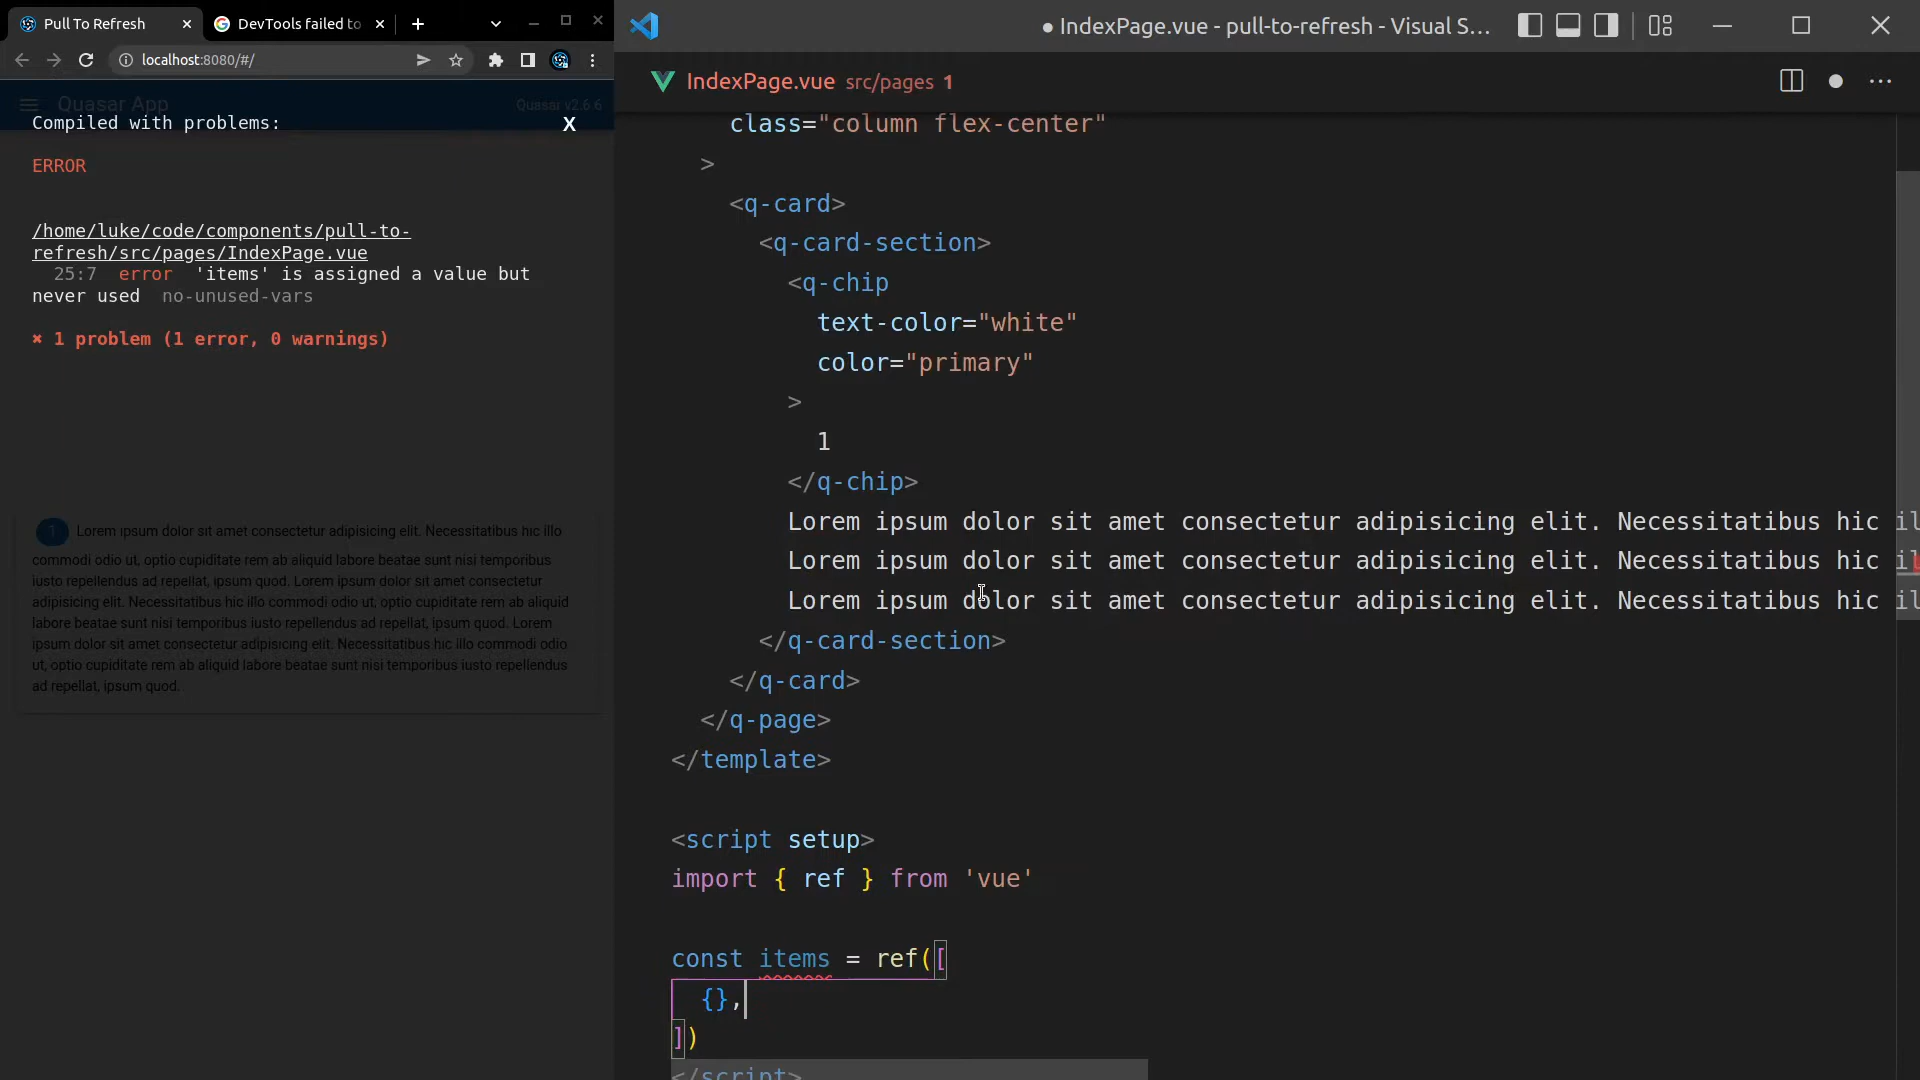 Pull To Refresh
DevTools failed to
localhost:8080/#/
Quasar App
Quasar v2.6.6
Compiled with problems:
X
ERROR
/home/luke/code/components/pull-to-
refresh/src/pages/IndexPage.vue
25:7 error 'items' is assigned a value but
never used no-unused-vars
✖ 1 problem (1 error, 0 warnings)
1 Lorem ipsum dolor sit amet consectetur adipisicing elit. Necessitatibus hic illo
commodi odio ut, optio cupiditate rem ab aliquid labore beatae sunt nisi temporibus
iusto repellendus ad repellat, ipsum quod. Lorem ipsum dolor sit amet consectetur
adipisicing elit. Necessitatibus hic illo commodi odio ut, optio cupiditate rem ab aliquid
labore beatae sunt nisi temporibus iusto repellendus ad repellat, ipsum quod. Lorem
ipsum dolor sit amet consectetur adipisicing elit. Necessitatibus hic illo commodi odio
ut, optio cupiditate rem ab aliquid labore beatae sunt nisi temporibus iusto repellendus
ad repellat, ipsum quod.
● IndexPage.vue - pull-to-refresh - Visual S...
IndexPage.vue src/pages 1
class="column flex-center"
>
<q-card>
<q-card-section>
<q-chip
text-color="white"
color="primary"
>
1
</q-chip>
Lorem ipsum dolor sit amet consectetur adipisicing elit. Necessitatibus hic il
Lorem ipsum dolor sit amet consectetur adipisicing elit. Necessitatibus hic il
Lorem ipsum dolor sit amet consectetur adipisicing elit. Necessitatibus hic il
</q-card-section>
</q-card>
</q-page>
</template>
<script setup>
import { ref } from 'vue'
const items = ref([
{},
])
</script>